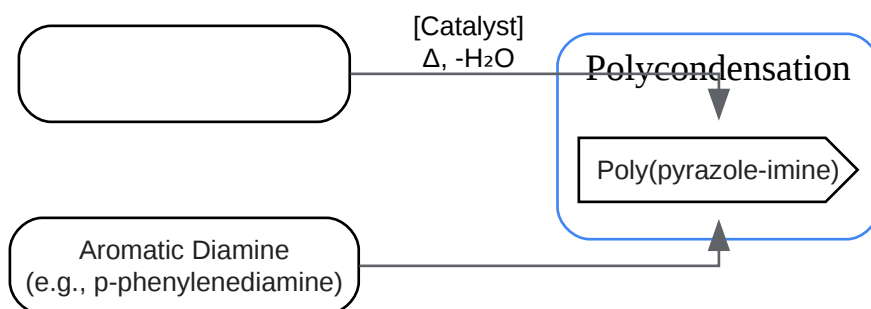 [Catalyst]
Δ, -H₂O
Polycondensation
Poly(pyrazole-imine)
Aromatic Diamine
(e.g., p-phenylenediamine)